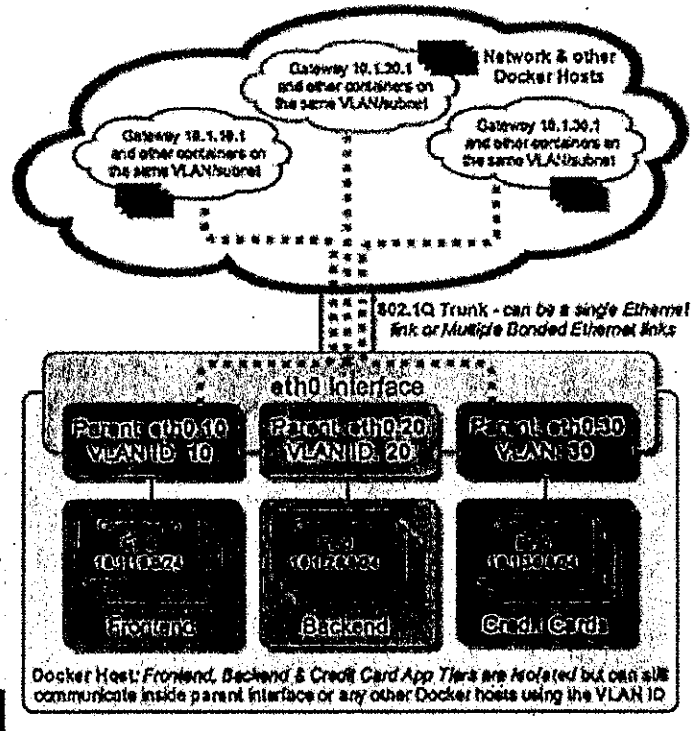 Network & other
Docker Hosts
Gateway 10.1.20.1
and other containers on
the same VLAN/subnet
Gateway 10.1.10.1
and other containers on
the same VLAN/subnet
Gateway 10.1.30.1
and other containers on
the same VLAN/subnet
802.1Q Trunk - can be a single Ethernet
link or Multiple Bonded Ethernet links
eth0 Interface
Parent: eth0.10
VLAN ID: 10
Parent: eth0.20
VLAN ID: 20
Parent: eth0.30
VLAN: 30
Frontend
Backend
Credit Cards
Docker Host: Frontend, Backend & Credit Card App Tiers are Isolated but can still
communicate inside parent interface or any other Docker hosts using the VLAN ID